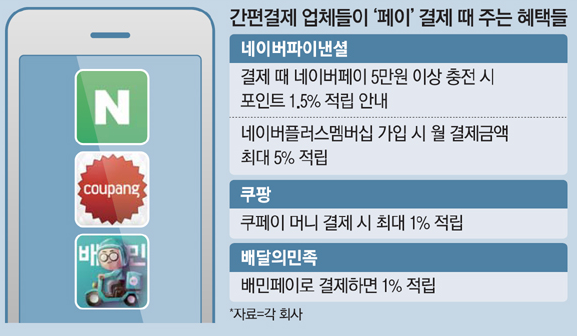 간편결제 업체들이 '페이' 결제 때 주는 혜택들
N
coupang
배민
네이버파이낸셜
결제 때 네이버페이 5만원 이상 충전 시
포인트 1.5% 적립 안내
네이버플러스멤버십 가입 시 월 결제금액
최대 5% 적립
쿠팡
쿠페이 머니 결제 시 최대 1% 적립
배달의민족
배민페이로 결제하면 1% 적립
*자료=각 회사